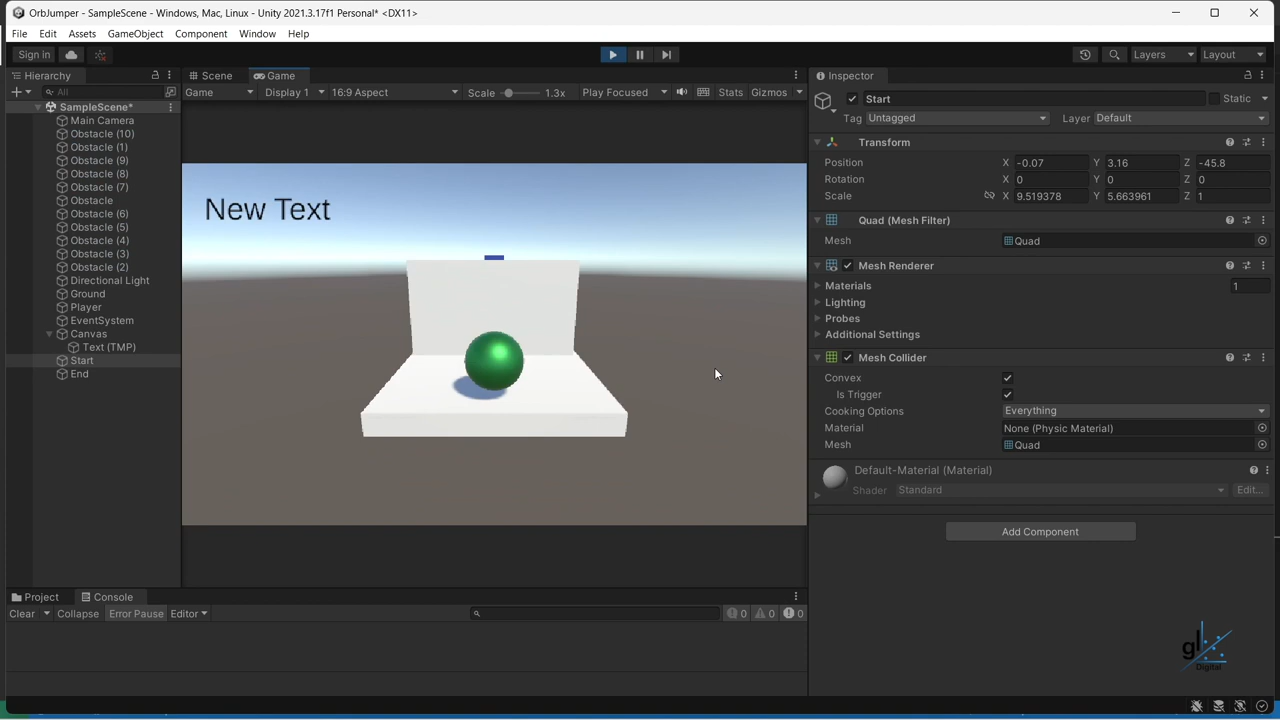 OrbJumper - SampleScene - Windows, Mac, Linux - Unity 2021.3.17f1 Personal* <DX11>
File Edit Assets GameObject Component Window Help
Sign in Layers Layout
Hierarchy Scene Game Inspector
All Game Display 1 16:9 Aspect Scale 1.3x Play Focused Stats Gizmos Start Static
SampleScene*
Tag Untagged Layer Default
Main Camera
Obstacle (10)
Obstacle (1)
Obstacle (9)
Obstacle (8)
Obstacle (7)
Obstacle
Obstacle (6)
Obstacle (5)
Obstacle (4)
Obstacle (3)
Obstacle (2)
Directional Light
Ground
Player
EventSystem
Canvas
Text (TMP)
Start
End
New Text
Transform
Position X -0.07 Y 3.16 Z -45.8
Rotation X 0 Y 0 Z 0
Scale X 9.519378 Y 5.663961 Z 1
Quad (Mesh Filter)
Mesh Quad
Mesh Renderer
Materials 1
Lighting
Probes
Additional Settings
Mesh Collider
Convex
Is Trigger
Cooking Options Everything
Material None (Physic Material)
Mesh Quad
Default-Material (Material)
Shader Standard Edit...
Add Component
Project Console
Clear Collapse Error Pause Editor 0 0 0
gl
Digital